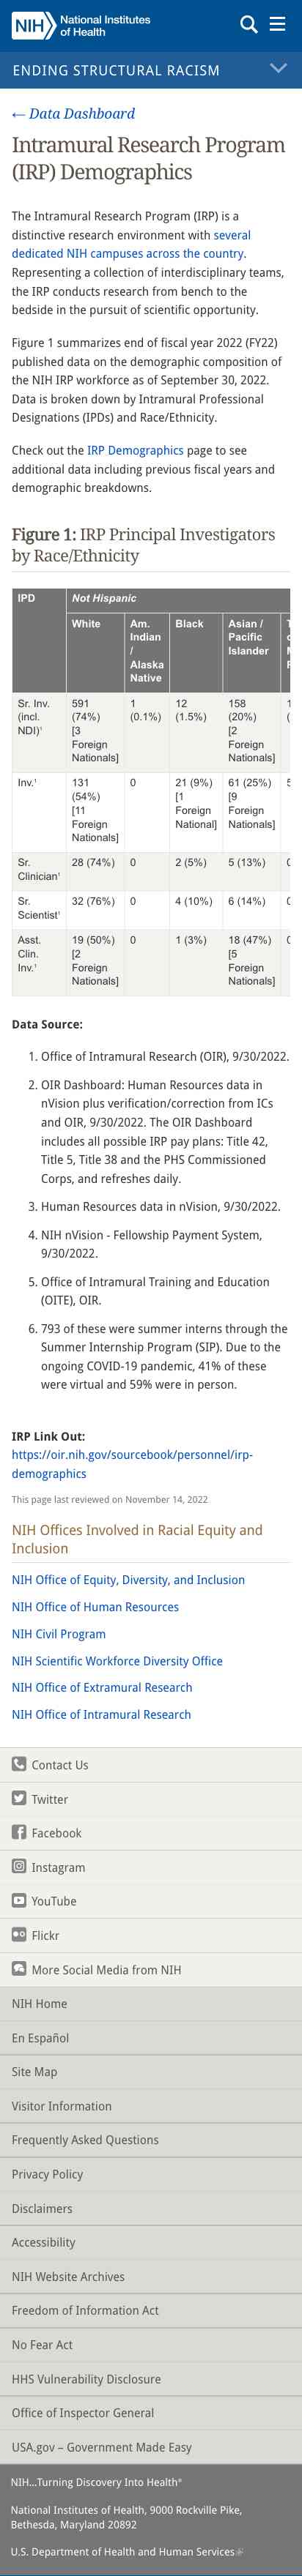 NIH National Institutes
of Health
ENDING STRUCTURAL RACISM
← Data Dashboard
Intramural Research Program
(IRP) Demographics
The Intramural Research Program (IRP) is a
distinctive research environment with several
dedicated NIH campuses across the country.
Representing a collection of interdisciplinary teams,
the IRP conducts research from bench to the
bedside in the pursuit of scientific opportunity.
Figure 1 summarizes end of fiscal year 2022 (FY22)
published data on the demographic composition of
the NIH IRP workforce as of September 30, 2022.
Data is broken down by Intramural Professional
Designations (IPDs) and Race/Ethnicity.
Check out the IRP Demographics page to see
additional data including previous fiscal years and
demographic breakdowns.
Figure 1: IRP Principal Investigators
by Race/Ethnicity
IPD Not Hispanic
White Am. Black Asian /
Indian Pacific
/ Islander
Alaska
Native
Sr. Inv. 591 1 12 158
(incl. (74%) (0.1%) (1.5%) (20%)
NDI)¹ [3 [2
Foreign Foreign
Nationals] Nationals]
Inv.¹ 131 0 21 (9%) 61 (25%) 5
(54%) [1 [9
[11 Foreign Foreign
Foreign National] Nationals]
Nationals]
Sr. 28 (74%) 0 2 (5%) 5 (13%)
Clinician¹
Sr. 32 (76%) 0 4 (10%) 6 (14%)
Scientist¹
Asst. 19 (50%) 0 1 (3%) 18 (47%)
Clin. [2 [5
Inv.¹ Foreign Foreign
Nationals] Nationals]
Data Source:
1. Office of Intramural Research (OIR), 9/30/2022.
2. OIR Dashboard: Human Resources data in
nVision plus verification/correction from ICs
and OIR, 9/30/2022. The OIR Dashboard
includes all possible IRP pay plans: Title 42,
Title 5, Title 38 and the PHS Commissioned
Corps, and refreshes daily.
3. Human Resources data in nVision, 9/30/2022.
4. NIH nVision - Fellowship Payment System,
9/30/2022.
5. Office of Intramural Training and Education
(OITE), OIR.
6. 793 of these were summer interns through the
Summer Internship Program (SIP). Due to the
ongoing COVID-19 pandemic, 41% of these
were virtual and 59% were in person.
IRP Link Out:
https://oir.nih.gov/sourcebook/personnel/irp-
demographics
This page last reviewed on November 14, 2022
NIH Offices Involved in Racial Equity and
Inclusion
NIH Office of Equity, Diversity, and Inclusion
NIH Office of Human Resources
NIH Civil Program
NIH Scientific Workforce Diversity Office
NIH Office of Extramural Research
NIH Office of Intramural Research
Contact Us
Twitter
Facebook
Instagram
YouTube
Flickr
More Social Media from NIH
NIH Home
En Español
Site Map
Visitor Information
Frequently Asked Questions
Privacy Policy
Disclaimers
Accessibility
NIH Website Archives
Freedom of Information Act
No Fear Act
HHS Vulnerability Disclosure
Office of Inspector General
USA.gov – Government Made Easy
NIH...Turning Discovery Into Health®
National Institutes of Health, 9000 Rockville Pike,
Bethesda, Maryland 20892
U.S. Department of Health and Human Services